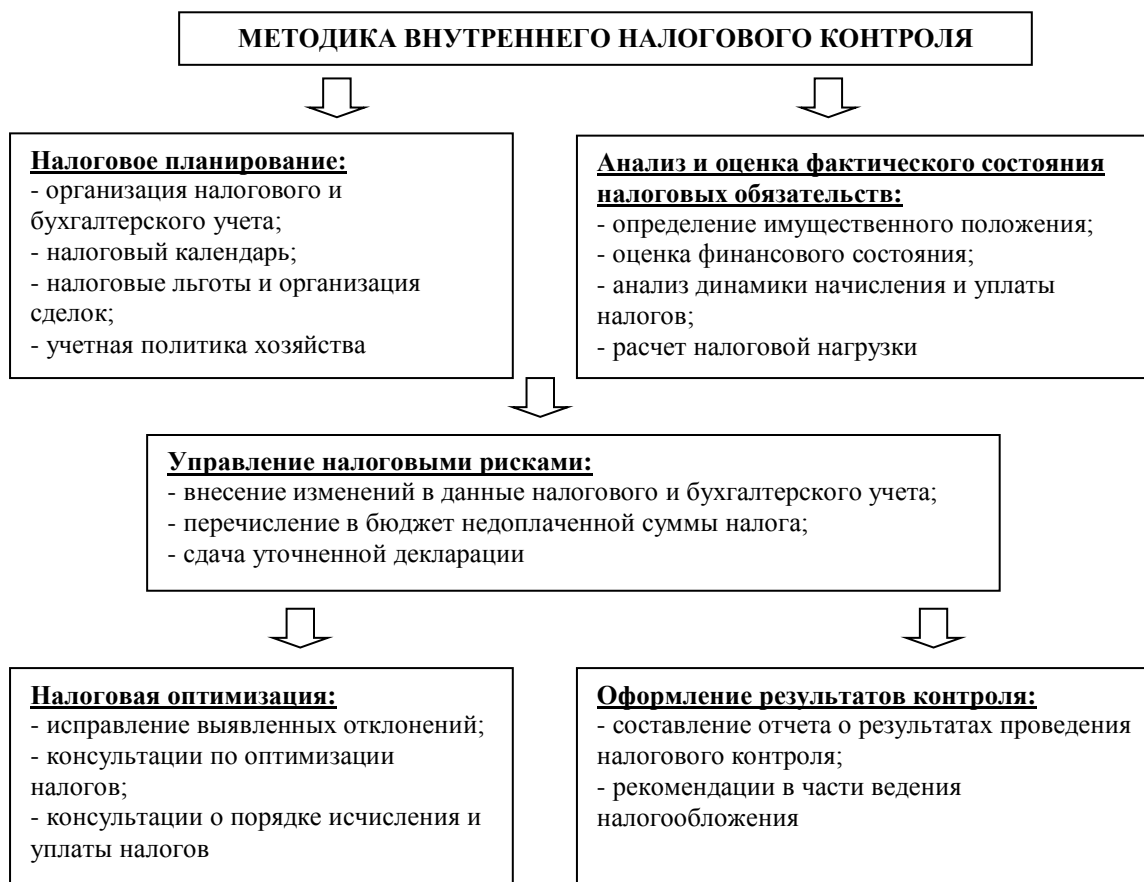 МЕТОДИКА ВНУТРЕННЕГО НАЛОГОВОГО КОНТРОЛЯ
Налоговое планирование:
- организация налогового и
бухгалтерского учета;
- налоговый календарь;
- налоговые льготы и организация
сделок;
- учетная политика хозяйства
Анализ и оценка фактического состояния
налоговых обязательств:
- определение имущественного положения;
- оценка финансового состояния;
- анализ динамики начисления и уплаты
налогов;
- расчет налоговой нагрузки
Управление налоговыми рисками:
- внесение изменений в данные налогового и бухгалтерского учета;
- перечисление в бюджет недоплаченной суммы налога;
- сдача уточненной декларации
Налоговая оптимизация:
- исправление выявленных отклонений;
- консультации по оптимизации
налогов;
- консультации о порядке исчисления и
уплаты налогов
Оформление результатов контроля:
- составление отчета о результатах проведения
налогового контроля;
- рекомендации в части ведения
налогообложения